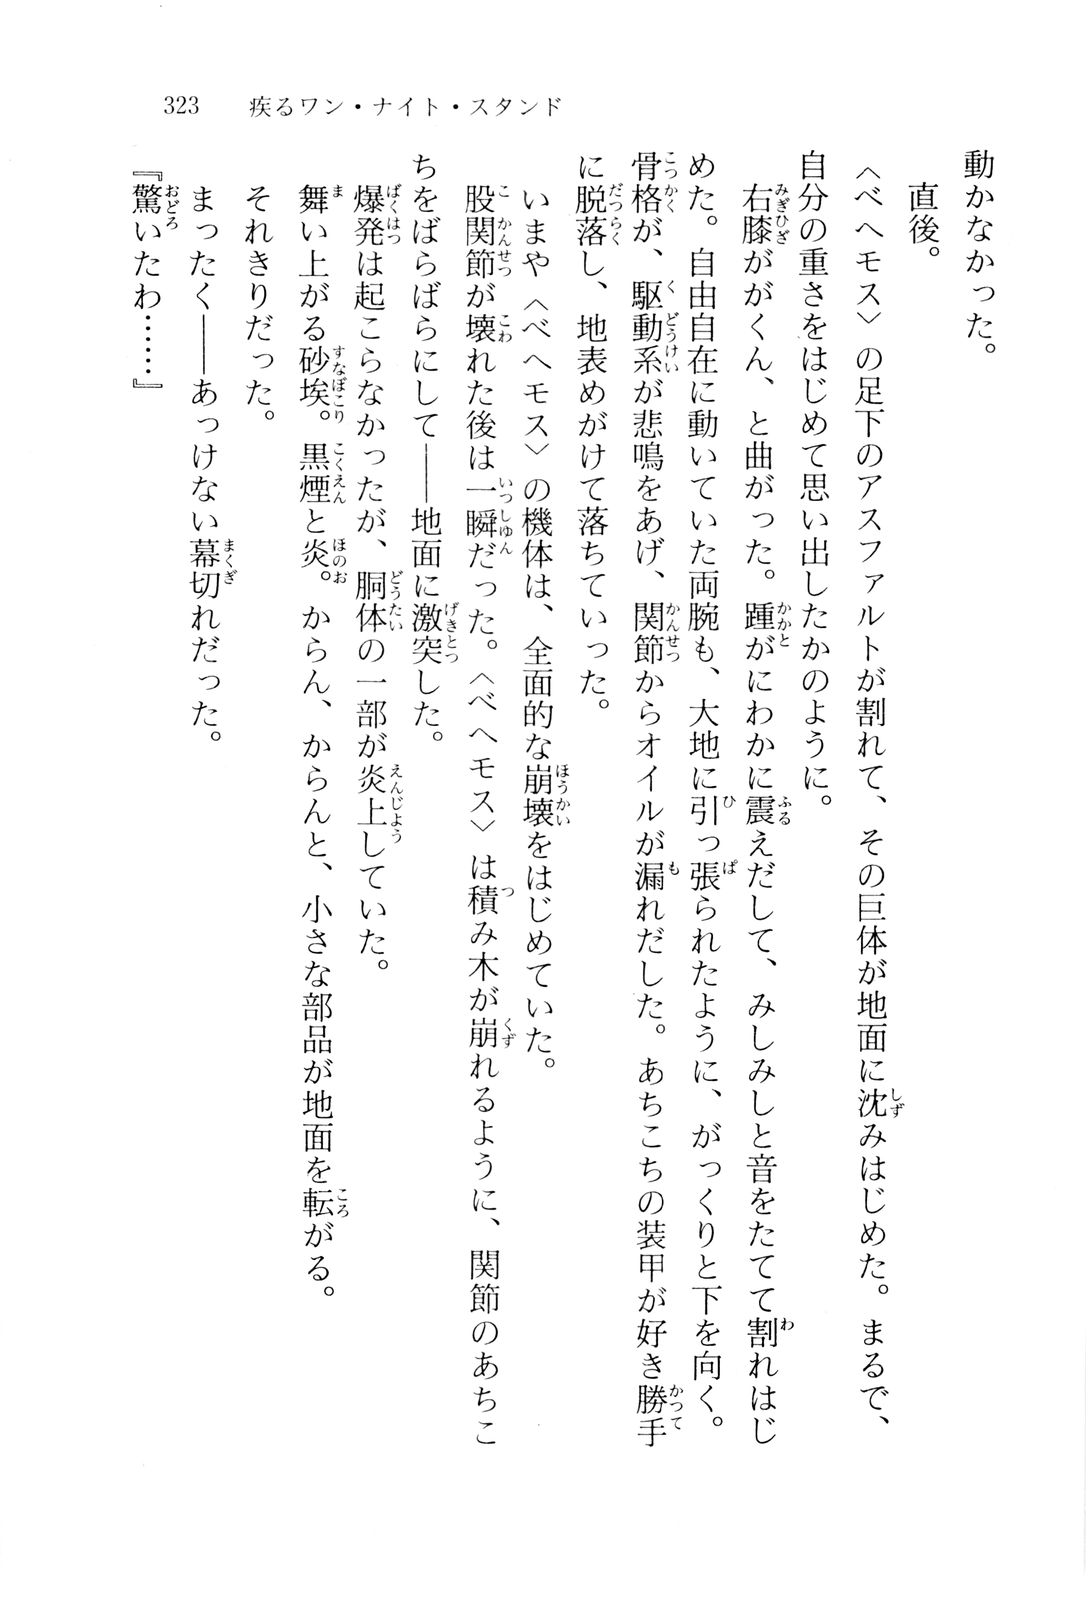 323　疾るワン・ナイト・スタンド
動かなかった。
　直後。
〈ベヘモス〉の足下のアスファルトが割れて、その巨体が地面に沈みはじめた。まるで、
自分の重さをはじめて思い出したかのように。
　右膝ががくん、と曲がった。踵がにわかに震えだして、みしみしと音をたてて割れはじ
めた。自由自在に動いていた両腕も、大地に引っ張られたように、がっくりと下を向く。
骨格が、駆動系が悲鳴をあげ、関節からオイルが漏れだした。あちこちの装甲が好き勝手
に脱落し、地表めがけて落ちていった。
　いまや〈ベヘモス〉の機体は、全面的な崩壊をはじめていた。
　股関節が壊れた後は一瞬だった。〈ベヘモス〉は積み木が崩れるように、関節のあちこ
ちをばらばらにして――地面に激突した。
　爆発は起こらなかったが、胴体の一部が炎上していた。
　舞い上がる砂埃。黒煙と炎。からん、からんと、小さな部品が地面を転がる。
　それきりだった。
　まったく――あっけない幕切れだった。
『驚いたわ……』